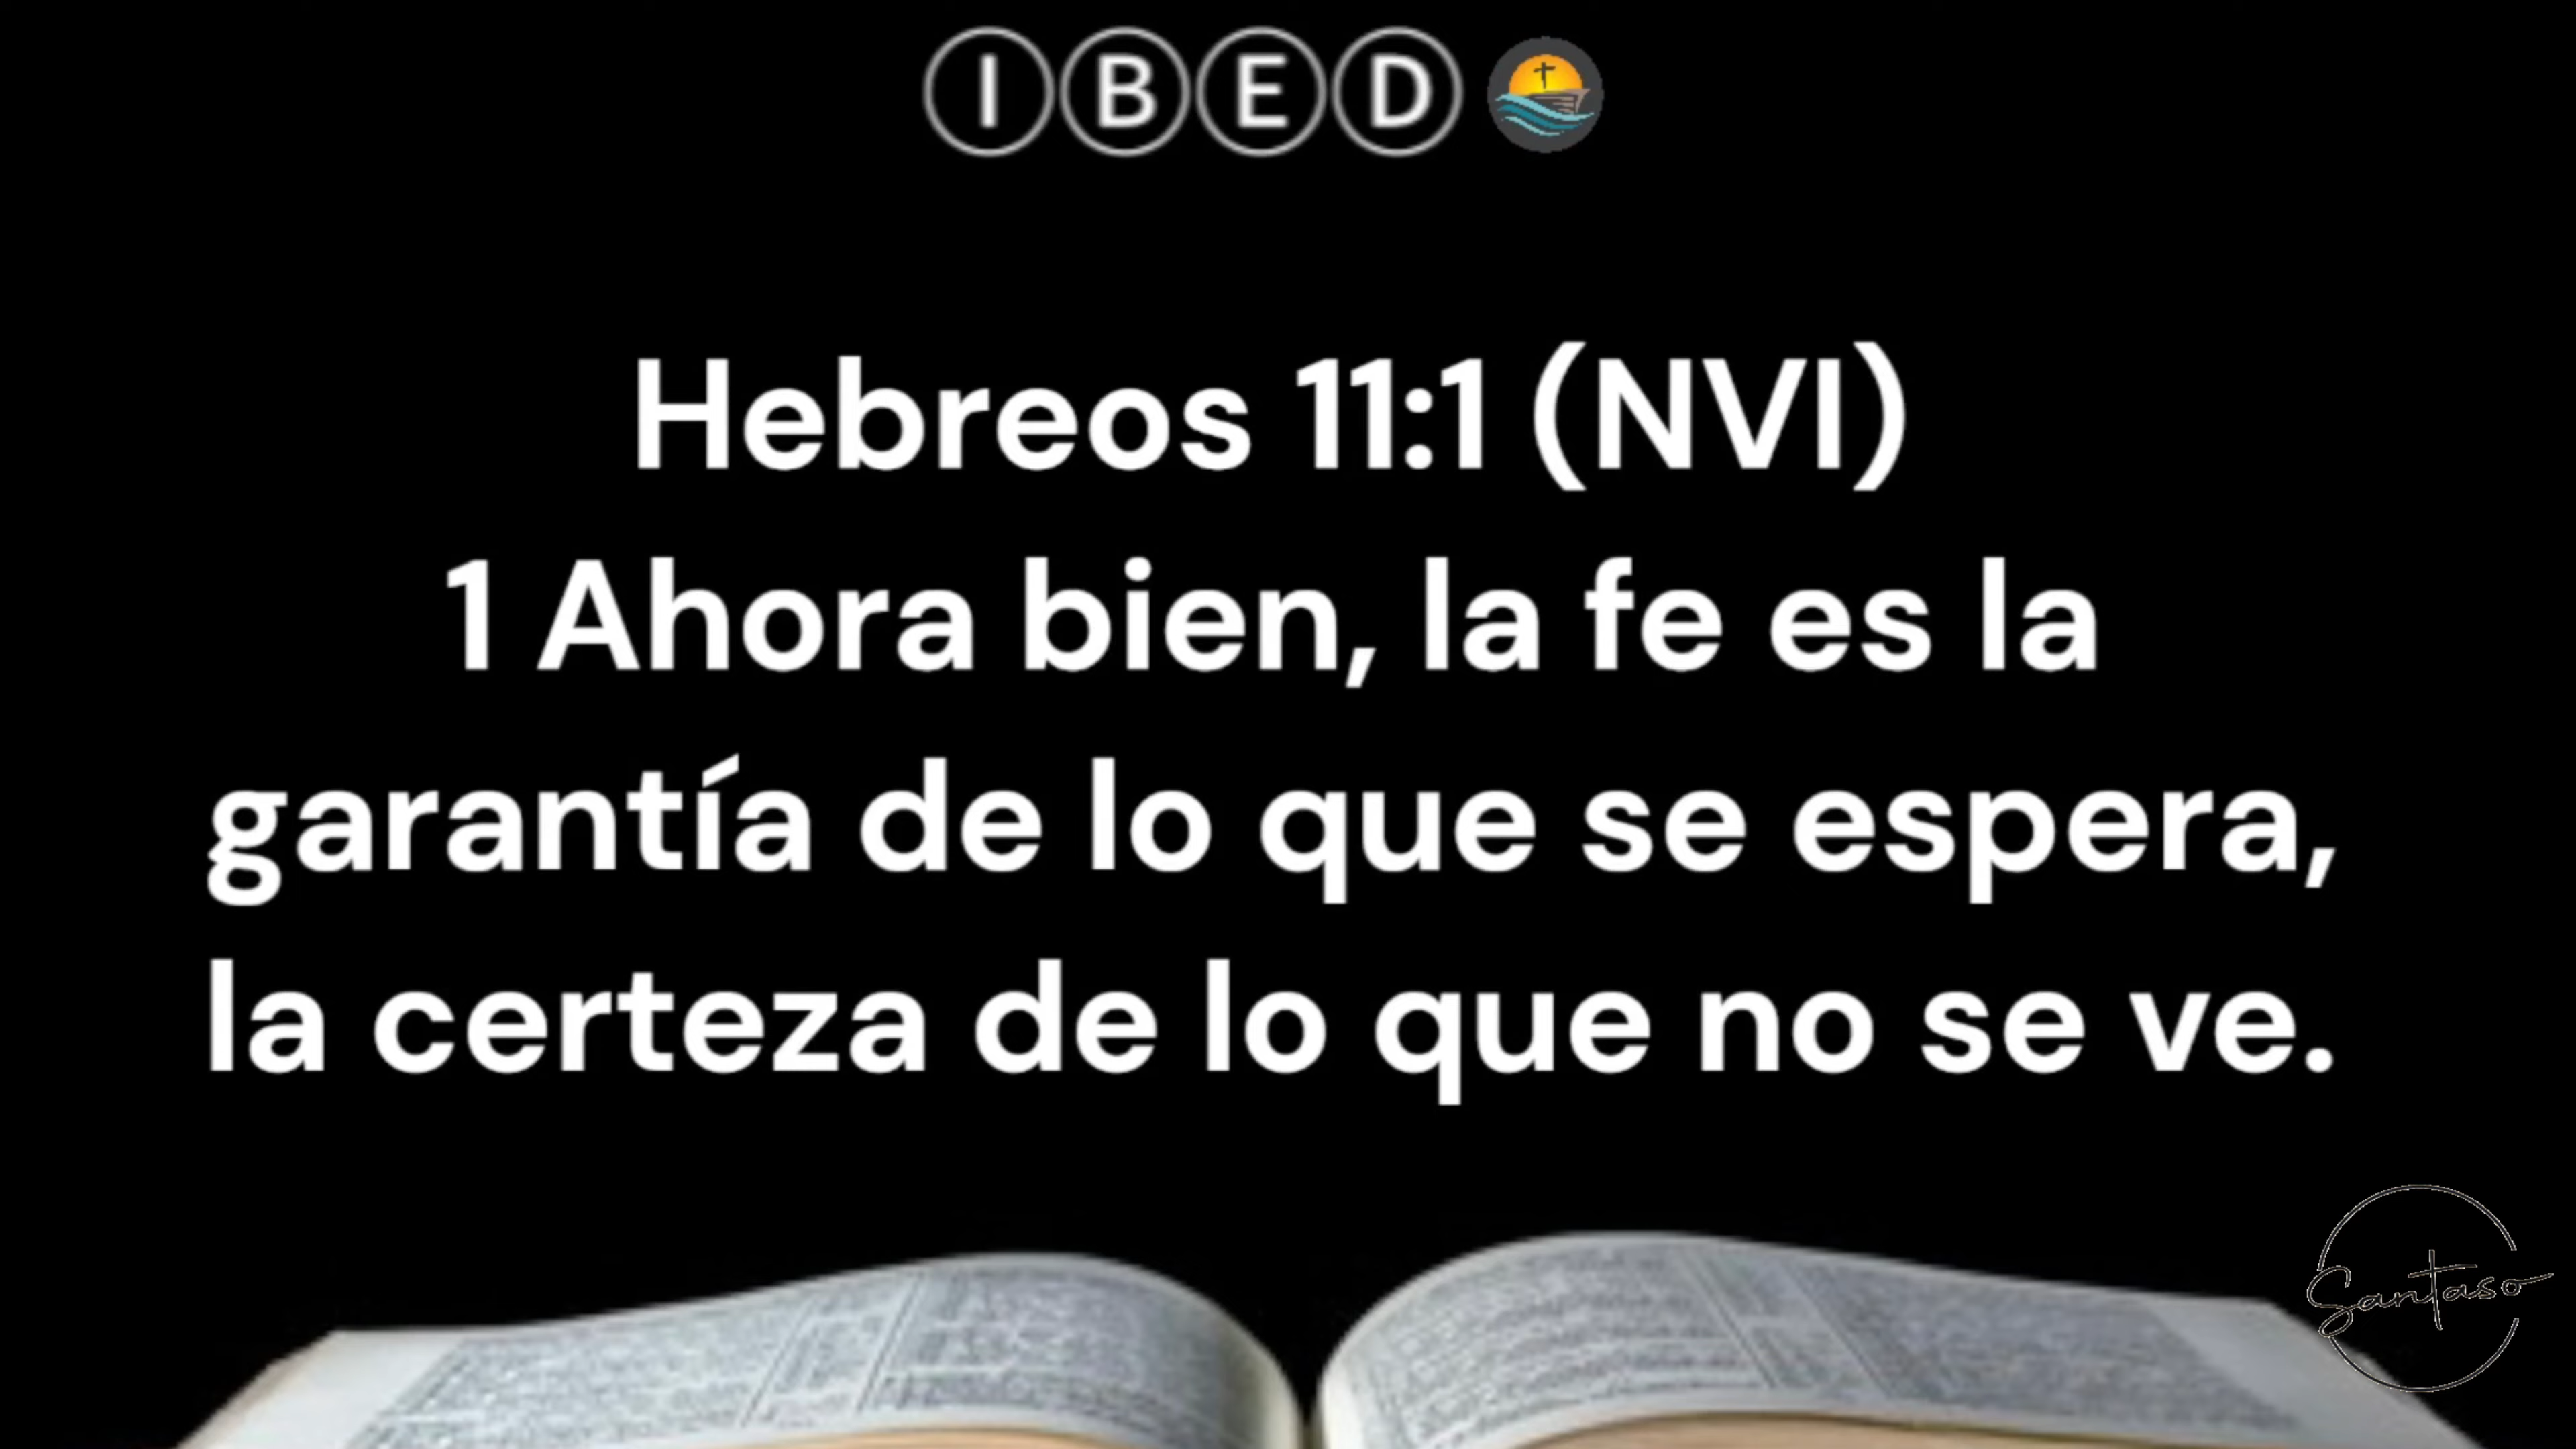 I B E D
Hebreos 11:1 (NVI)
1 Ahora bien, la fe es la
garantía de lo que se espera,
la certeza de lo que no se ve.
Santaso